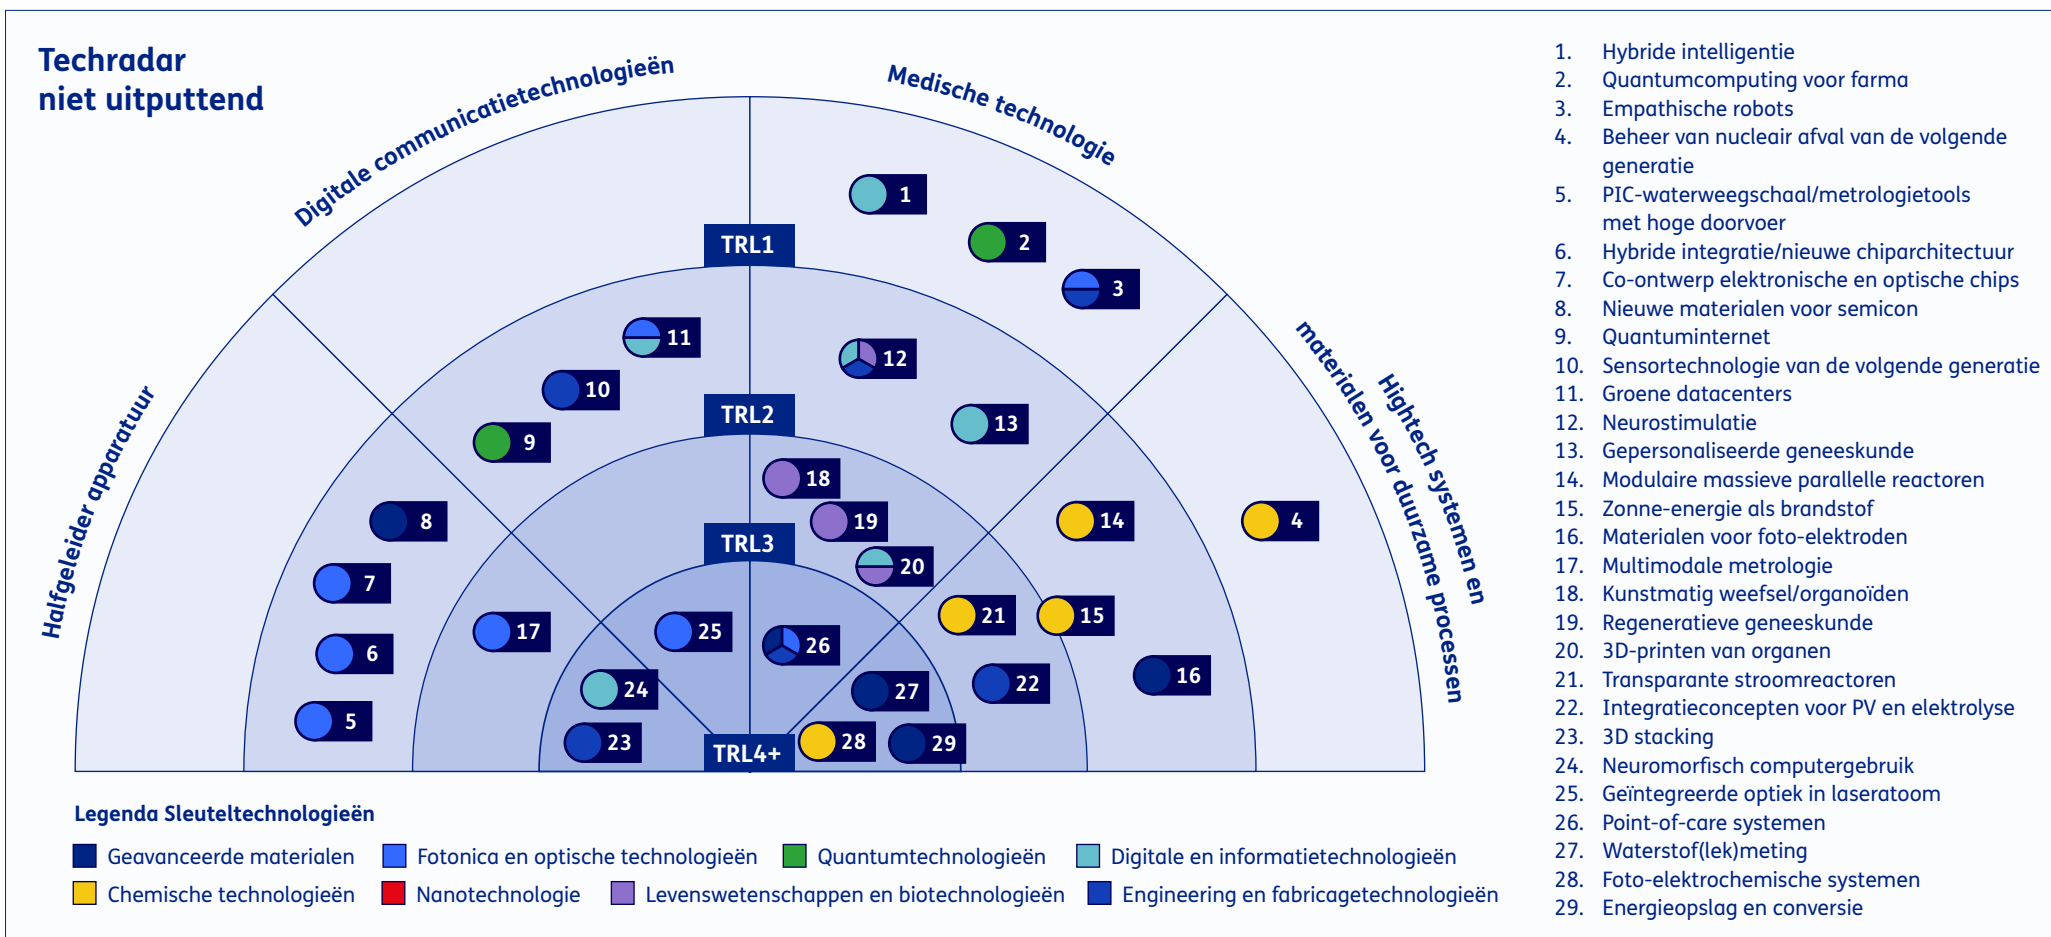 Techradar
niet uitputtend
Halfgeleider apparatuur
Digitale communicatietechnologieën
Medische technologie
Hightech systemen en
materialen voor duurzame processen
TRL1
TRL2
TRL3
TRL4+
1
2
3
11
12
10
13
9
18
8
19
14
4
20
7
21
15
17
25
26
6
16
22
24
27
5
23
28
29
Legenda Sleuteltechnologieën
Geavanceerde materialen
Fotonica en optische technologieën
Quantumtechnologieën
Digitale en informatietechnologieën
Chemische technologieën
Nanotechnologie
Levenswetenschappen en biotechnologieën
Engineering en fabricagetechnologieën
1. Hybride intelligentie
2. Quantumcomputing voor farma
3. Empathische robots
4. Beheer van nucleair afval van de volgende
generatie
5. PIC-waterweegschaal/metrologietools
met hoge doorvoer
6. Hybride integratie/nieuwe chiparchitectuur
7. Co-ontwerp elektronische en optische chips
8. Nieuwe materialen voor semicon
9. Quantuminternet
10. Sensortechnologie van de volgende generatie
11. Groene datacenters
12. Neurostimulatie
13. Gepersonaliseerde geneeskunde
14. Modulaire massieve parallelle reactoren
15. Zonne-energie als brandstof
16. Materialen voor foto-elektroden
17. Multimodale metrologie
18. Kunstmatig weefsel/organoïden
19. Regeneratieve geneeskunde
20. 3D-printen van organen
21. Transparante stroomreactoren
22. Integratieconcepten voor PV en elektrolyse
23. 3D stacking
24. Neuromorfisch computergebruik
25. Geïntegreerde optiek in laseratoom
26. Point-of-care systemen
27. Waterstof(lek)meting
28. Foto-elektrochemische systemen
29. Energieopslag en conversie